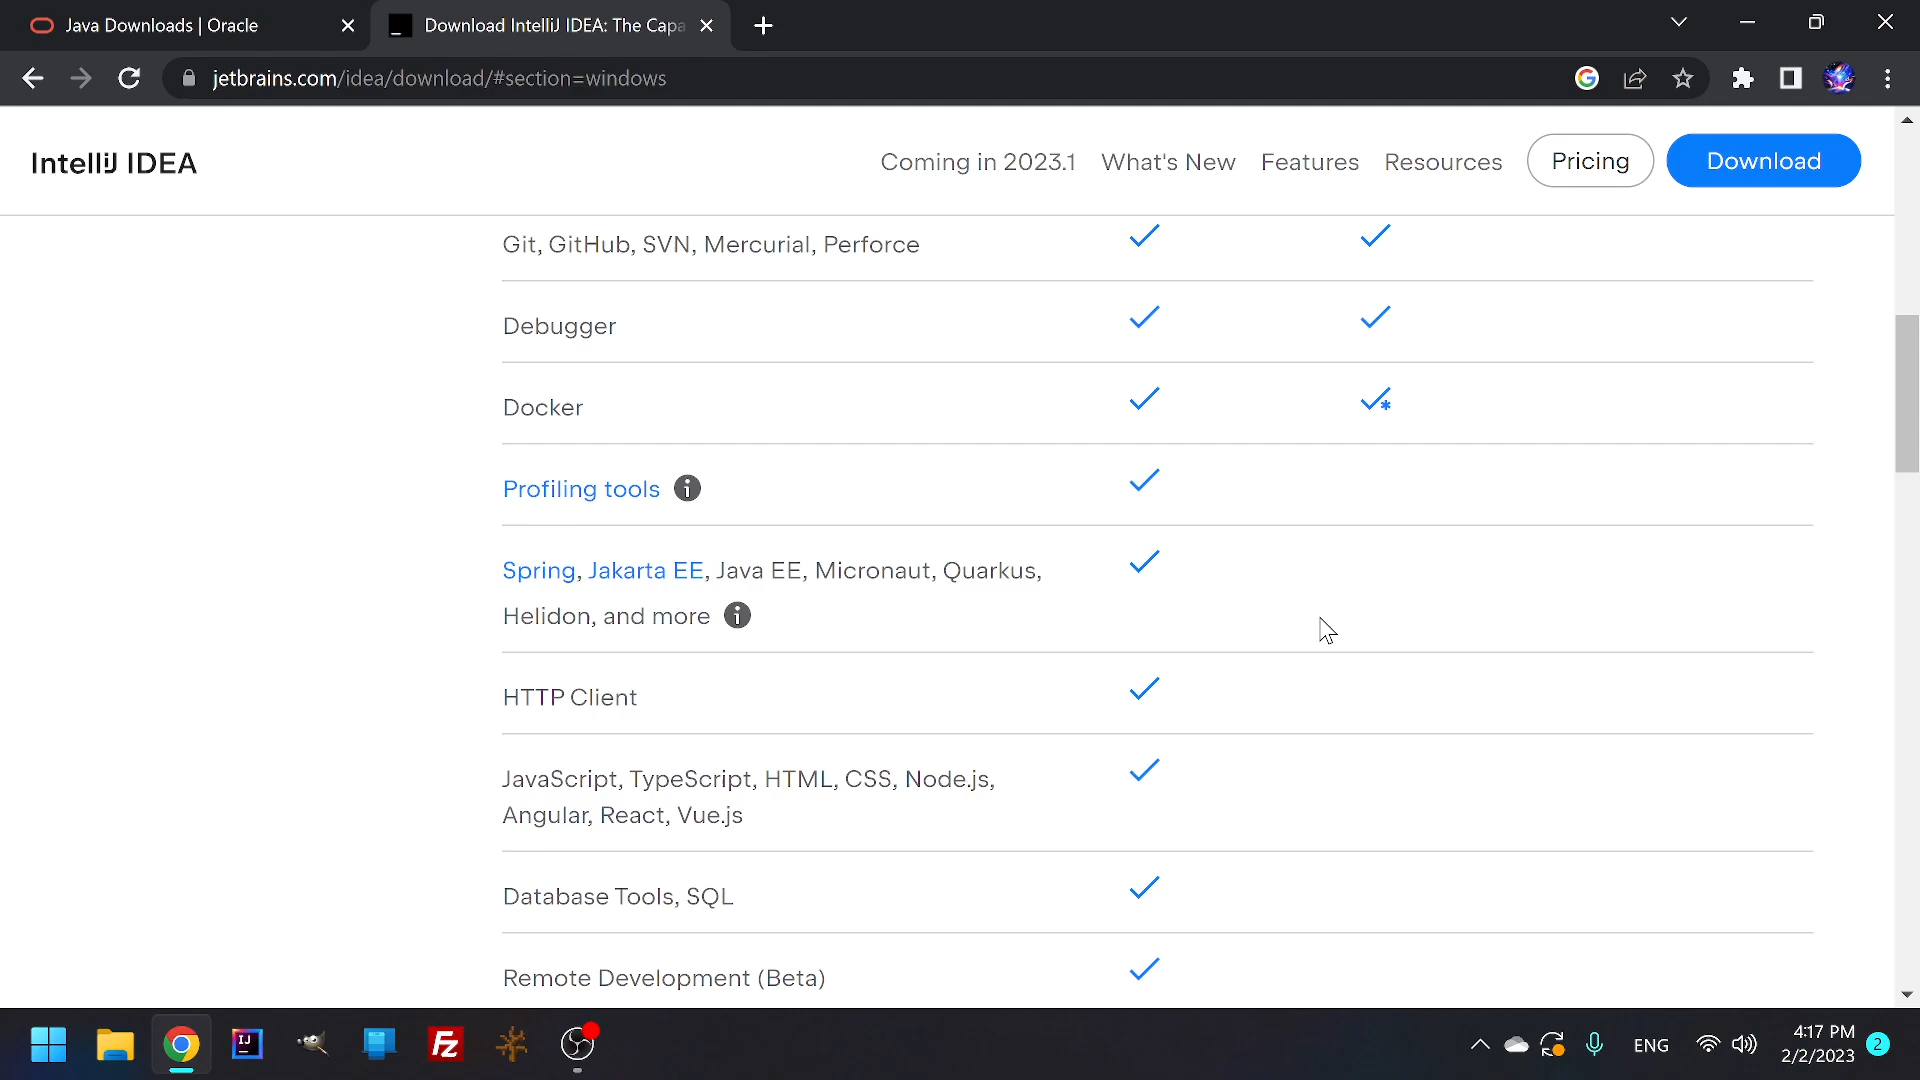 Java Downloads | Oracle
Download IntelliJ IDEA: The Capa
jetbrains.com/idea/download/#section=windows
IntelliJ IDEA
Coming in 2023.1
What's New
Features
Resources
Pricing
Download
Git, GitHub, SVN, Mercurial, Perforce
Debugger
Docker
Profiling tools
Spring, Jakarta EE, Java EE, Micronaut, Quarkus,
Helidon, and more
HTTP Client
JavaScript, TypeScript, HTML, CSS, Node.js,
Angular, React, Vue.js
Database Tools, SQL
Remote Development (Beta)
IJ
FZ
ENG
4:17 PM
2/2/2023
2